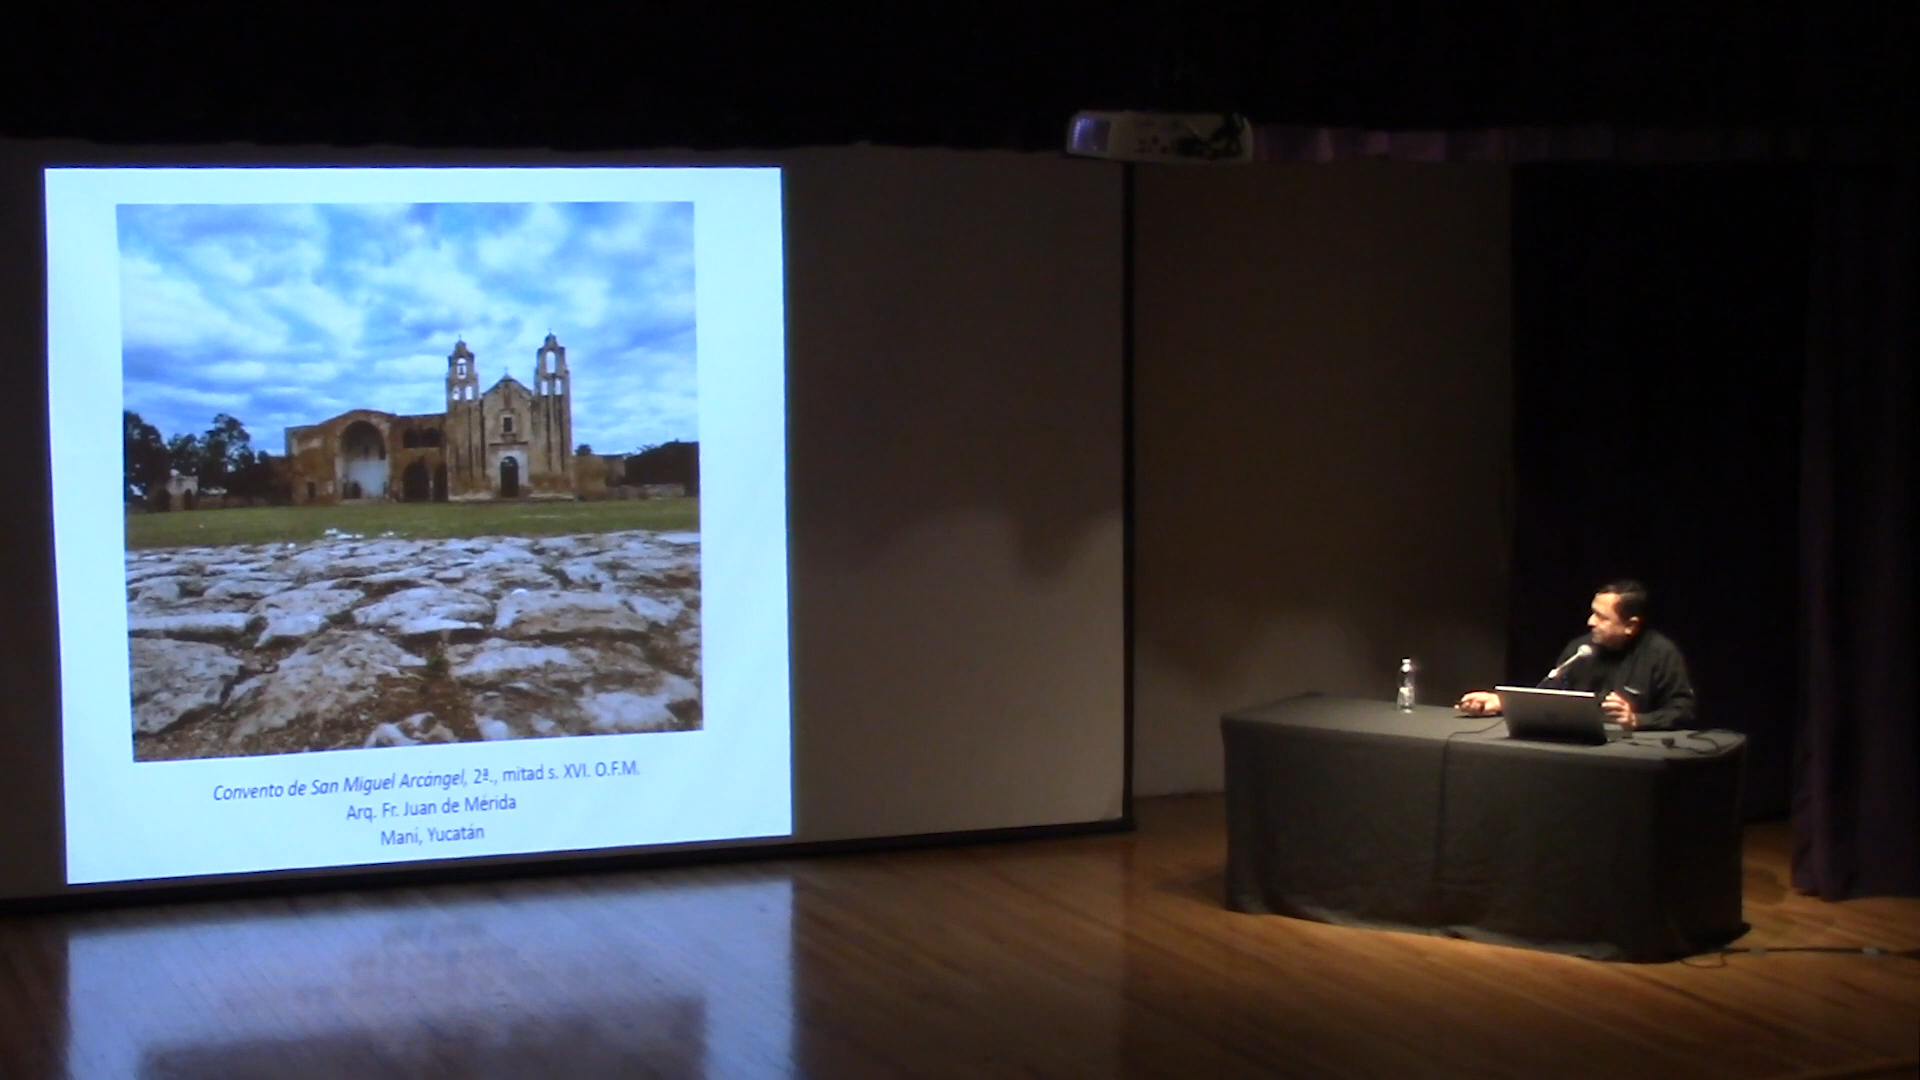 Convento de San Miguel Arcángel, 2ª., mitad s. XVI. O.F.M.
Arq. Fr. Juan de Mérida
Maní, Yucatán